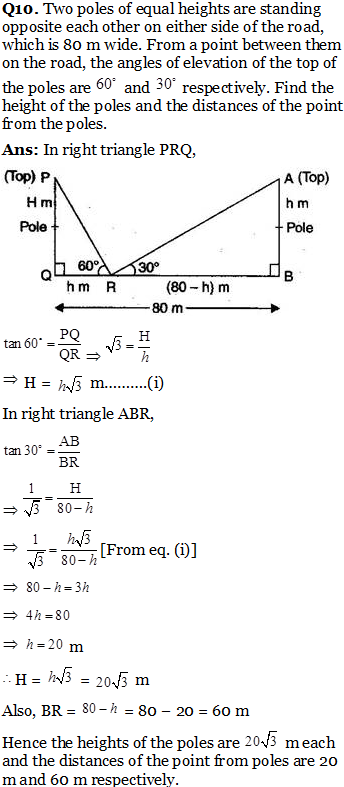 Q10. Two poles of equal heights are standing
opposite each other on either side of the road,
which is 80 m wide. From a point between them
on the road, the angles of elevation of the top of
the poles are 60° and 30° respectively. Find the
height of the poles and the distances of the point
from the poles.
Ans: In right triangle PRQ,
(Top) P A (Top)
H m h m
Pole Pole
60° 30°
Q B
h m R (80 – h) m
80 m
tan 60° = PQ/QR ⇒ √3 = H/h
⇒ H = h√3 m..........(i)
In right triangle ABR,
tan 30° = AB/BR
⇒ 1/√3 = H/80 – h
⇒ 1/√3 = h√3/80 – h [From eq. (i)]
⇒ 80 – h = 3h
⇒ 4h = 80
⇒ h = 20 m
∴ H = h√3 = 20√3 m
Also, BR = 80 – h = 80 – 20 = 60 m
Hence the heights of the poles are 20√3 m each
and the distances of the point from poles are 20
m and 60 m respectively.